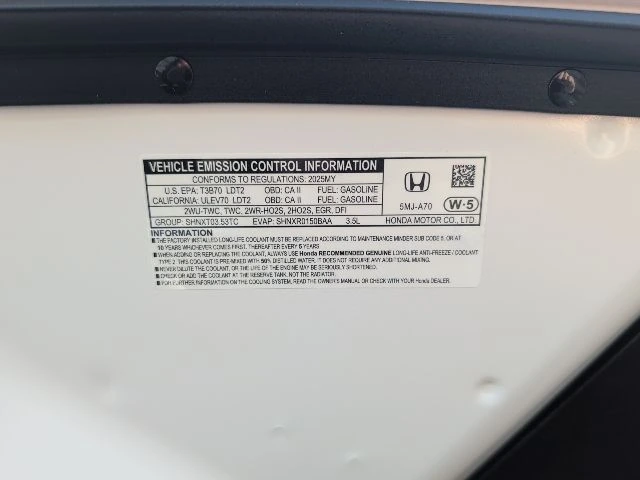 VEHICLE EMISSION CONTROL INFORMATION
CONFORMS TO REGULATIONS: 2025MY
U.S. EPA: T3B70 LDT2 OBD: CA II FUEL: GASOLINE
CALIFORNIA: ULEV70 LDT2 OBD: CA II FUEL: GASOLINE
2WU-TWC, TWC, 2WR-HO2S, 2HO2S, EGR, DFI
GROUP: SHNXT03.53TC EVAP: SHNXR0150BAA 3.5L
5MJ-A70 W-5
HONDA MOTOR CO., LTD.
INFORMATION
THE FACTORY INSTALLED LONG-LIFE COOLANT MUST BE REPLACED ACCORDING TO MAINTENANCE MINDER SUB CODE 5, OR AT
10 YEARS WHICHEVER COMES FIRST. THEREAFTER EVERY 5 YEARS.
WHEN ADDING OR REPLACING THE COOLANT, ALWAYS USE Honda RECOMMENDED GENUINE LONG-LIFE ANTI-FREEZE / COOLANT
TYPE 2. THIS COOLANT IS PRE-MIXED WITH 50% DISTILLED WATER. IT DOES NOT REQUIRE ANY ADDITIONAL MIXING.
NEVER DILUTE THE COOLANT, OR THE LIFE OF THE ENGINE MAY BE SERIOUSLY SHORTENED.
CHECK OR ADD THE COOLANT AT THE RESERVE TANK, NOT THE RADIATOR.
FOR FURTHER INFORMATION ON THE COOLING SYSTEM, READ THE OWNER'S MANUAL OR CHECK WITH YOUR Honda DEALER.